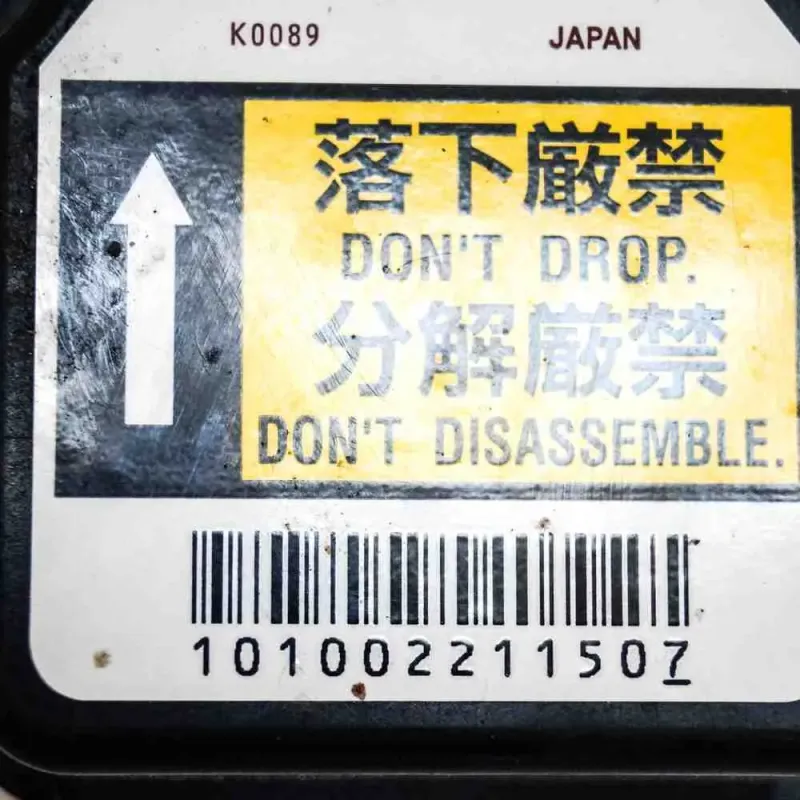 K0089 JAPAN
落下厳禁
DON'T DROP.
分解厳禁
DON'T DISASSEMBLE.
101002211507